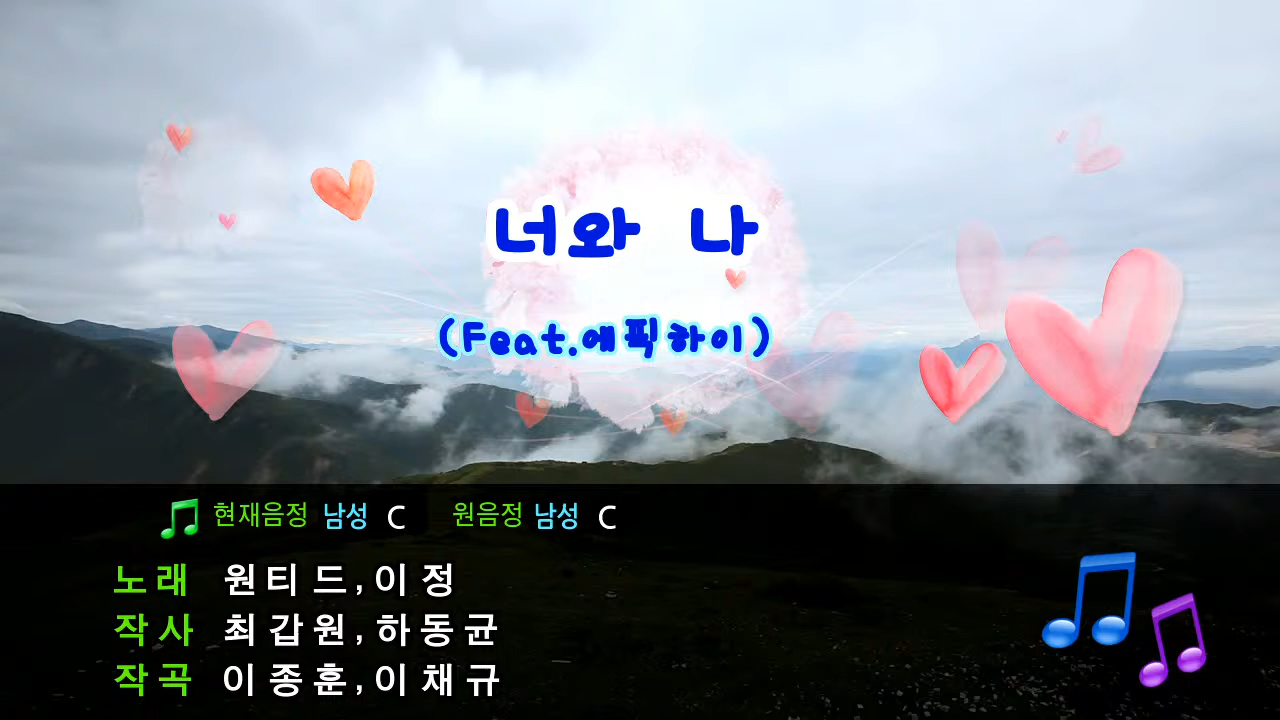 너와 나
(Feat.에픽하이)
현재음정 남성 C 원음정 남성 C
노래 원티드,이정
작사 최갑원,하동균
작곡 이종훈,이채규